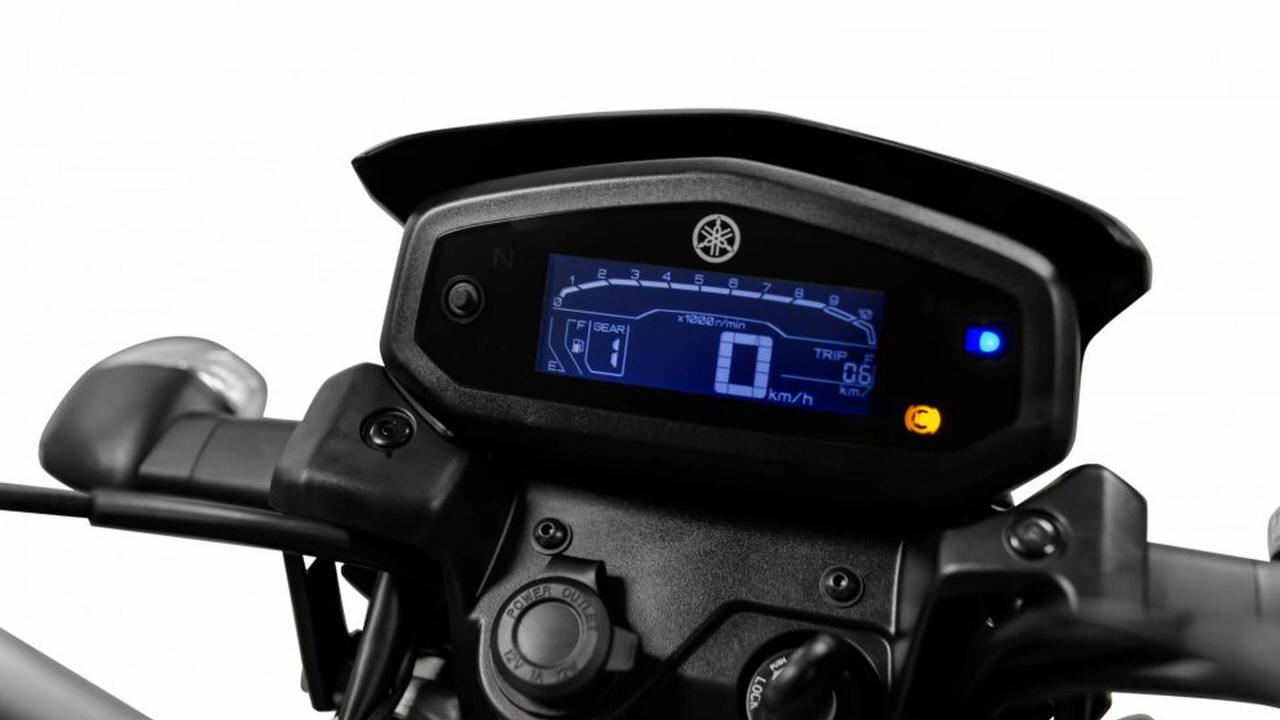 N
0 1 2 3 4 5 6 7 8 9 10
x1000r/min
F GEAR
1
E
0 km/h
TRIP F
06
km
POWER OUTLET
12V 1A
PUSH
LOCK